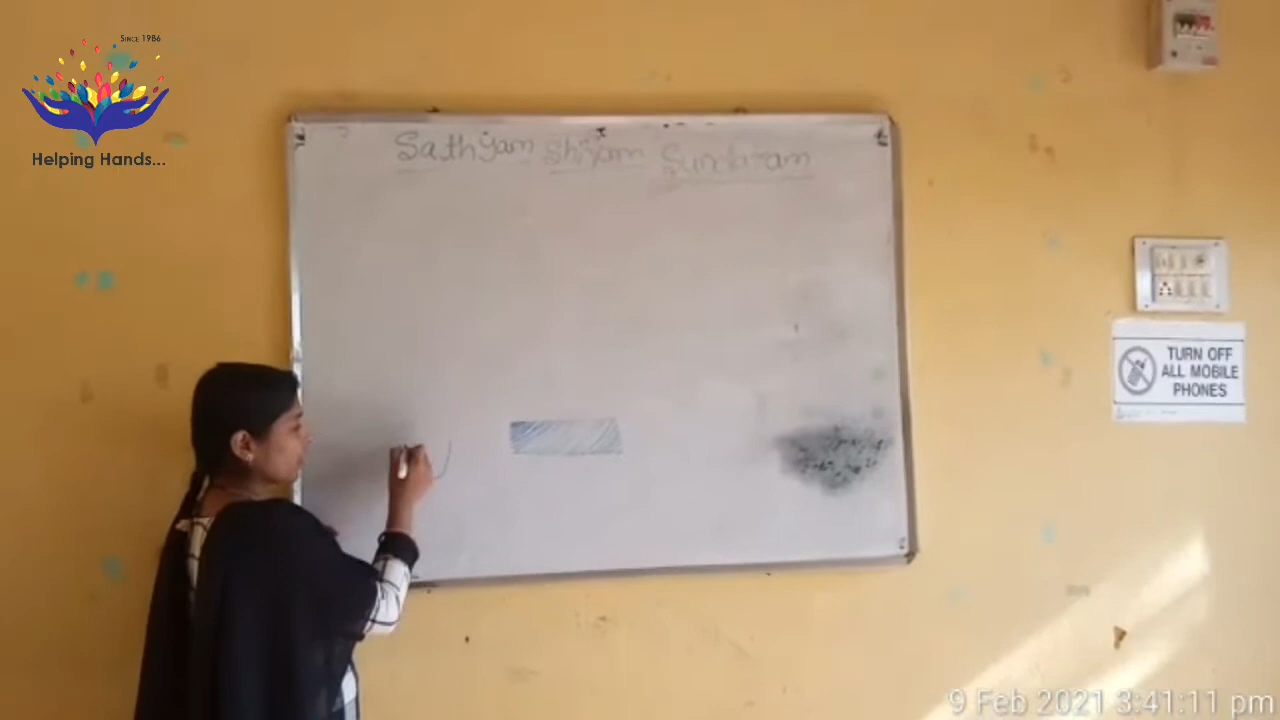 SINCE 1986
Helping Hands...
Sathyam Shivam Sundaram
TURN OFF
ALL MOBILE
PHONES
9 Feb 2021 3:41:11 pm